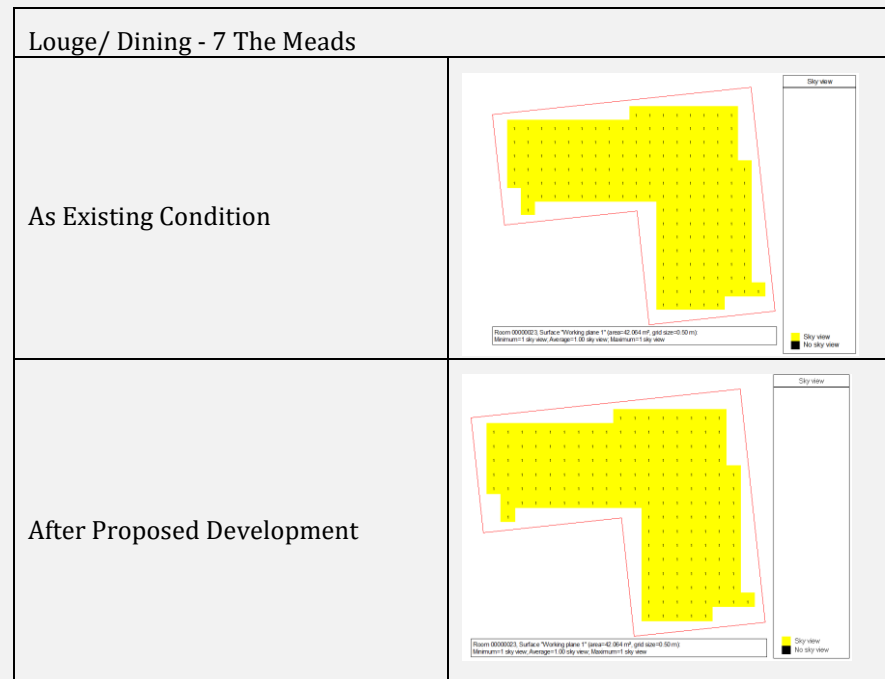 Louge/ Dining - 7 The Meads
As Existing Condition
Sky view
Room 00000023, Surface "Working plane 1" (area=42.064 m², grid size=0.50 m)
Minimum=1 sky view; Average=1.00 sky view; Maximum=1 sky view
Sky view
No sky view
After Proposed Development
Sky view
Room 00000023, Surface "Working plane 1" (area=42.064 m², grid size=0.50 m)
Minimum=1 sky view; Average=1.00 sky view; Maximum=1 sky view
Sky view
No sky view